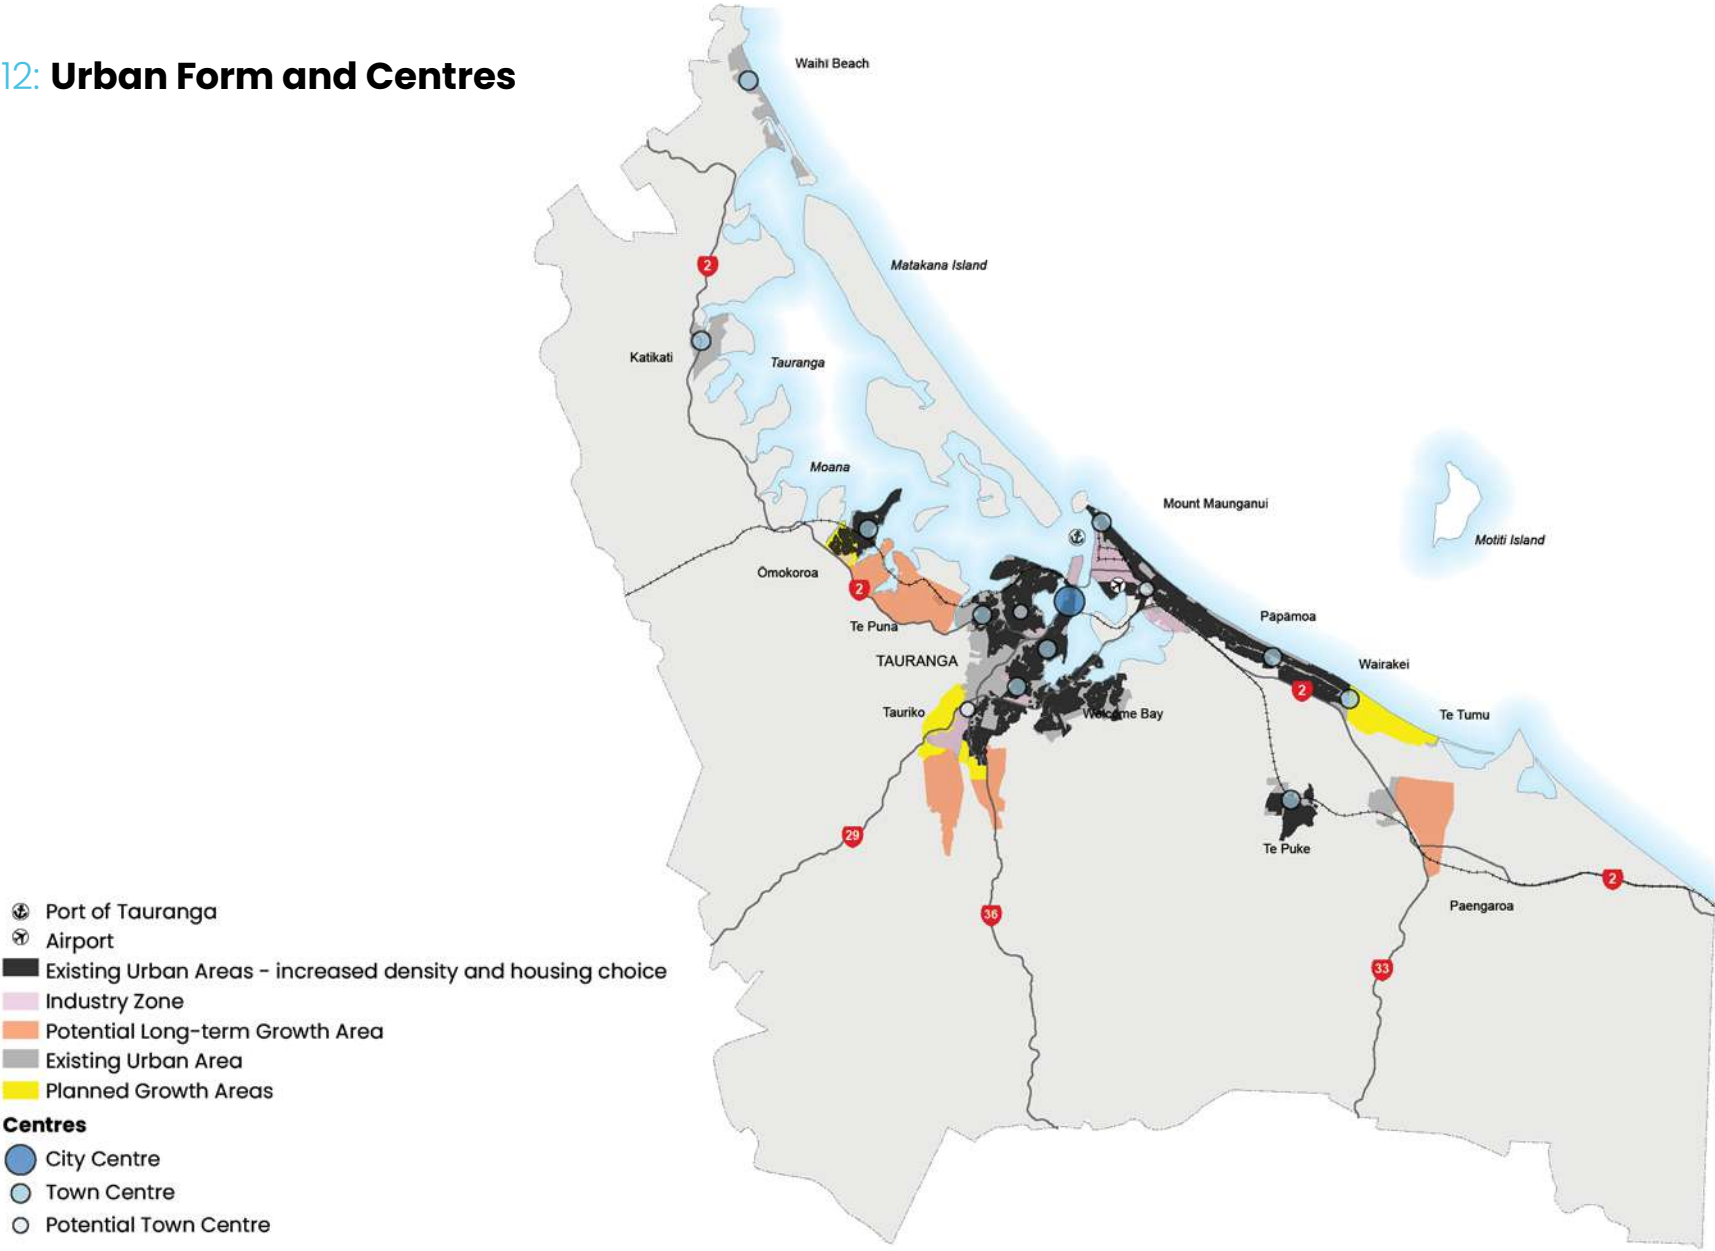 12: Urban Form and Centres
Waihī Beach
2
Matakana Island
Katikati
Tauranga
Moana
Mount Maunganui
Motiti Island
Ōmokoroa
2
Te Puna
Papamoa
TAURANGA
Wairakei
2
Tauriko
Welcome Bay
Te Tumu
29
Te Puke
2
36
Paengaroa
33
Port of Tauranga
Airport
Existing Urban Areas - increased density and housing choice
Industry Zone
Potential Long-term Growth Area
Existing Urban Area
Planned Growth Areas
Centres
City Centre
Town Centre
Potential Town Centre